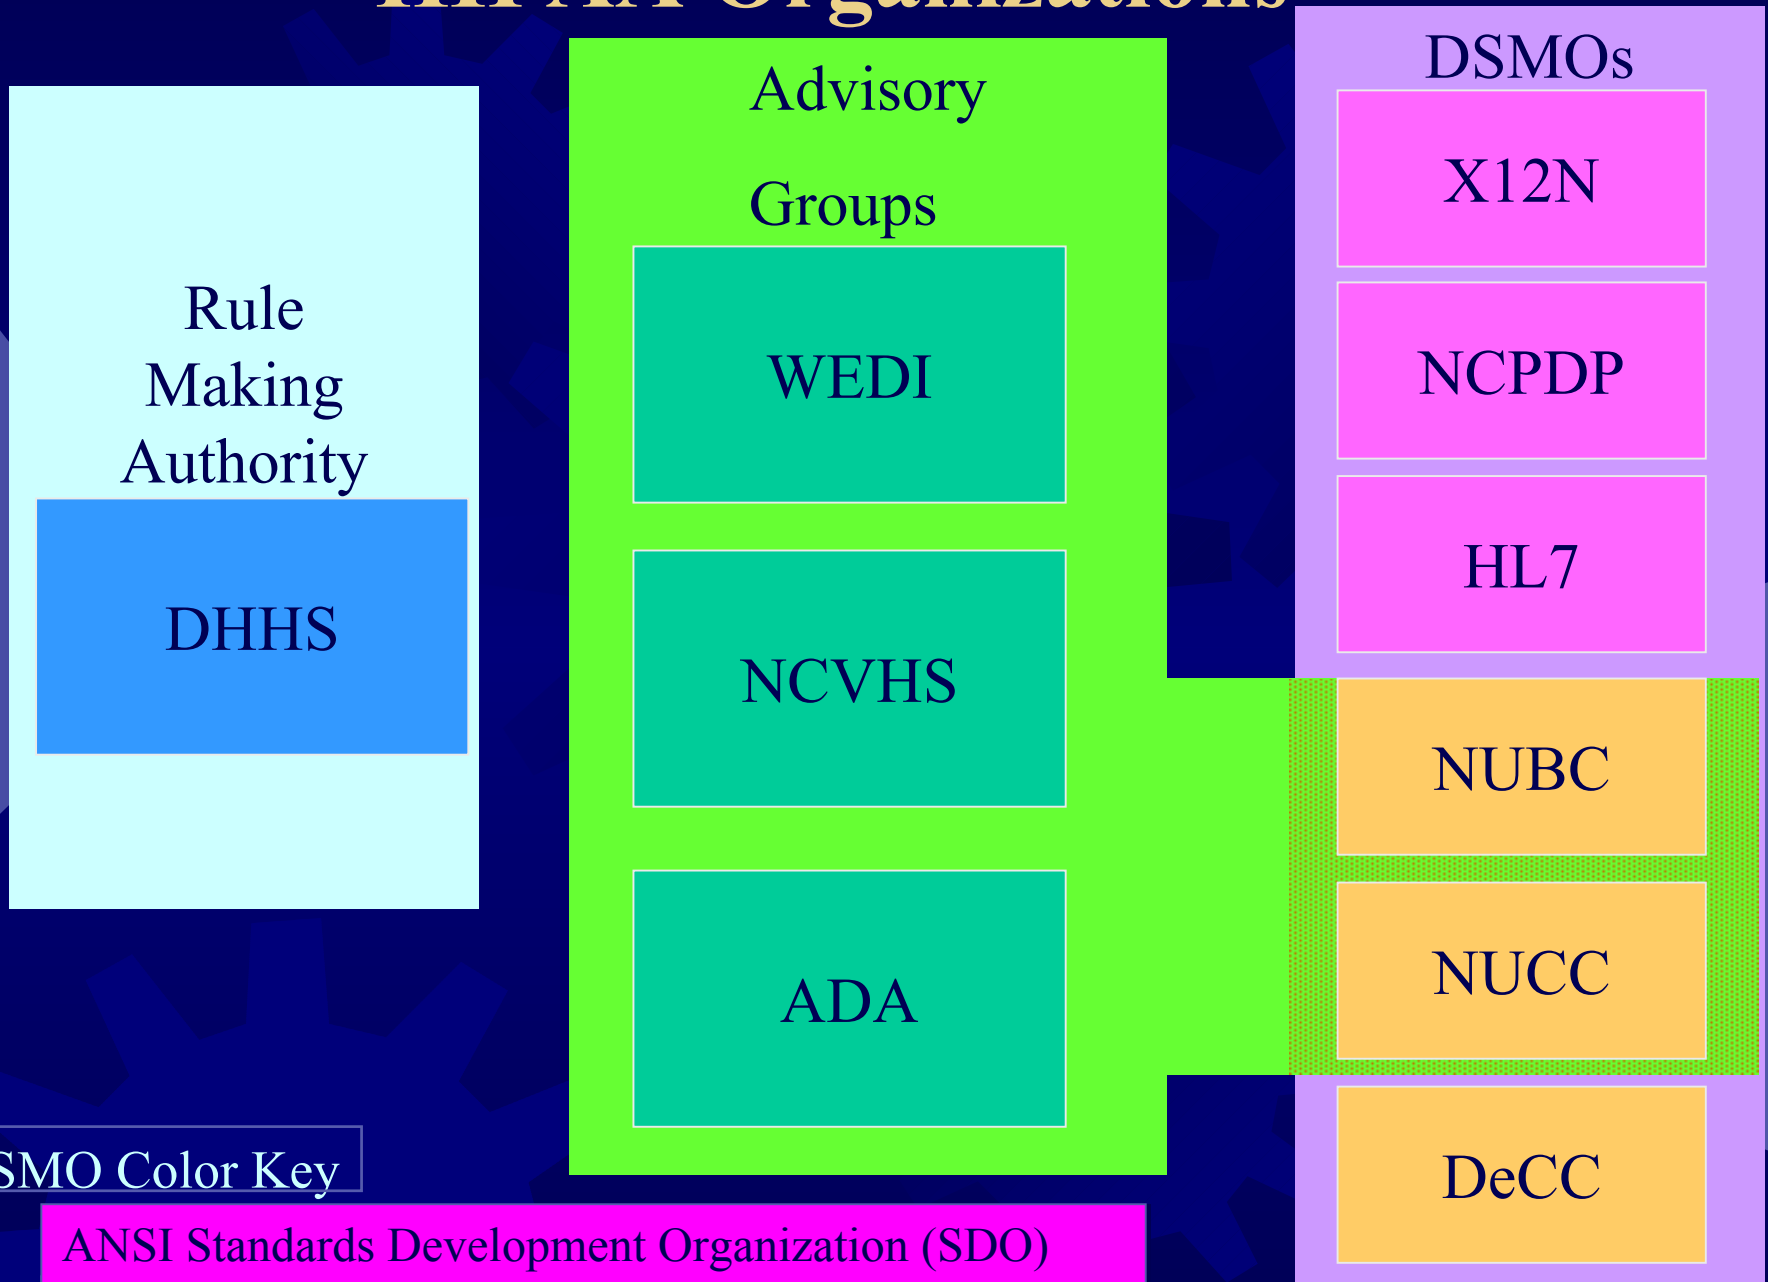 Organizations
Rule
Making
Authority
DHHS
Advisory
Groups
WEDI
NCVHS
ADA
DSMOs
X12N
NCPDP
HL7
NUBC
NUCC
DeCC
SMO Color Key
ANSI Standards Development Organization (SDO)